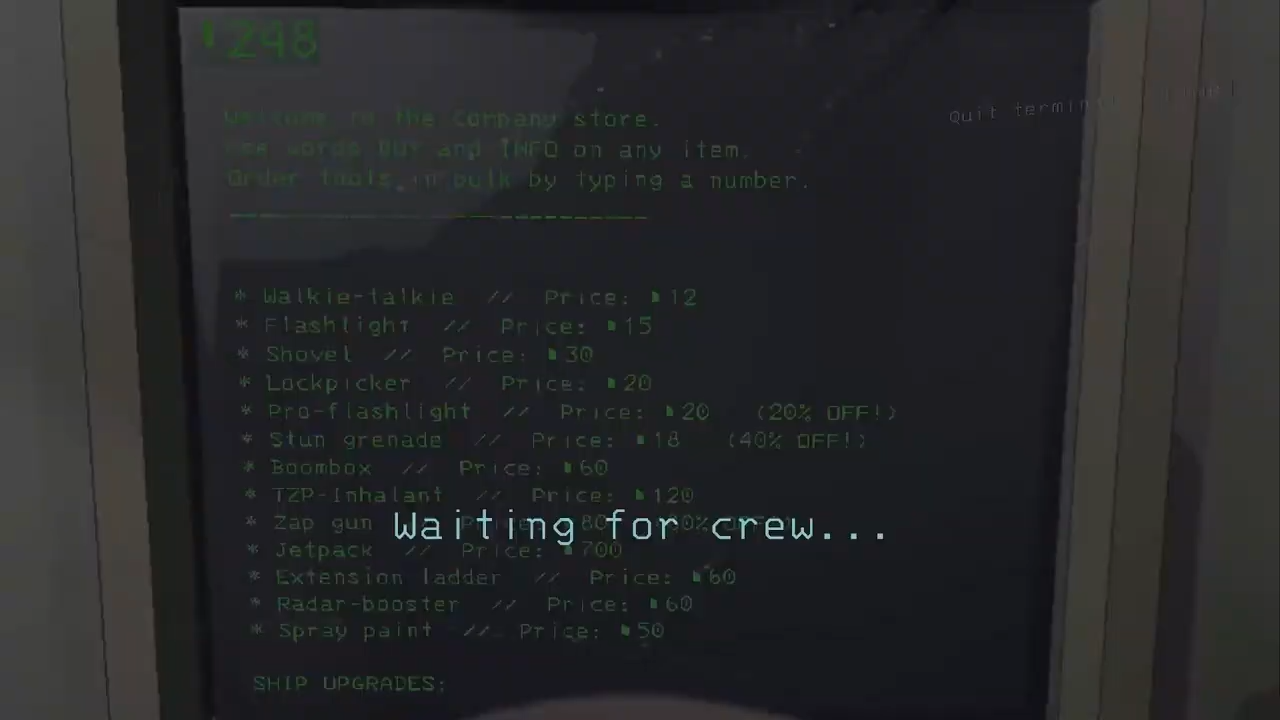 248
Quit termin
Welcome to the company store.
Use words BUY and INFO on any item.
Order tools in bulk by typing a number.
----------------------------
* Walkie-talkie // Price: ▮12
* Flashlight // Price: ▮15
* Shovel // Price: ▮30
* Lockpicker // Price: ▮20
* Pro-flashlight // Price: ▮20 (20% OFF!)
* Stun grenade // Price: ▮18 (40% OFF!)
* Boombox // Price: ▮60
* TZP-Inhalant // Price: ▮120
* Zap gun
Waiting for crew...
* Jetpack // Price: ▮700
* Extension ladder // Price: ▮60
* Radar-booster // Price: ▮60
* Spray paint // Price: ▮50
SHIP UPGRADES: